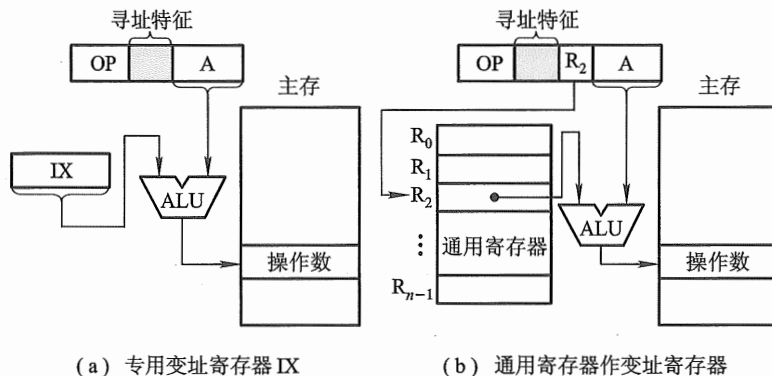 寻址特征
OP
A
主存
IX
ALU
操作数
(a) 专用变址寄存器 IX
寻址特征
OP
R₂
A
主存
R₀
R₁
R₂
⋮
通用寄存器
Rₙ₋₁
ALU
操作数
(b) 通用寄存器作变址寄存器